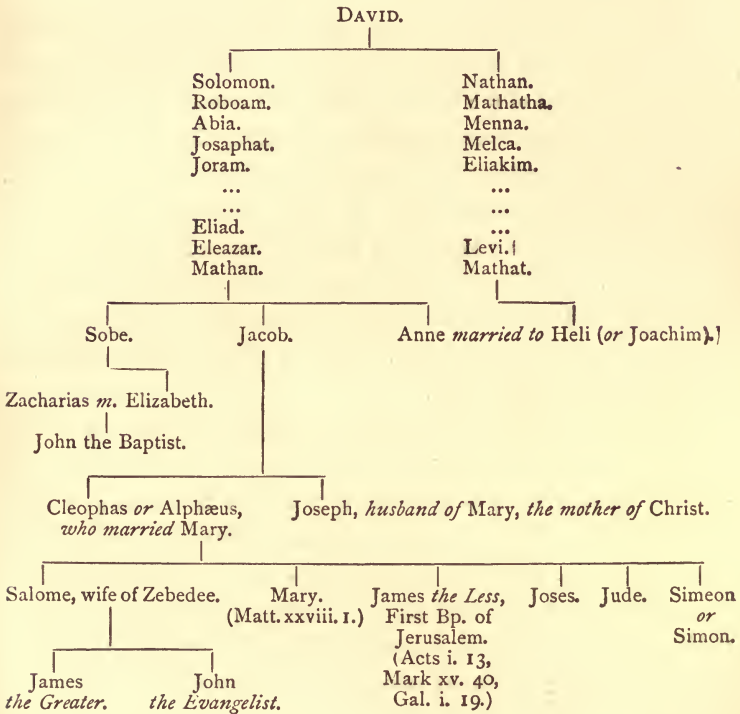 DAVID.
Solomon. Nathan.
Roboam. Mathatha.
Abia. Menna.
Josaphat. Melca.
Joram. Eliakim.
... ...
... ...
Eliad. ...
Eleazar. Levi.
Mathan. Mathat.
Sobe. Jacob. Anne married to Heli (or Joachim).]
Zacharias m. Elizabeth.
John the Baptist.
Cleophas or Alphæus, Joseph, husband of Mary, the mother of Christ.
who married Mary.
Salome, wife of Zebedee. Mary. James the Less, Joses. Jude. Simeon
(Matt. xxviii. 1.) First Bp. of or
Jerusalem. Simon.
(Acts i. 13,
James John Mark xv. 40,
the Greater. the Evangelist. Gal. i. 19.)